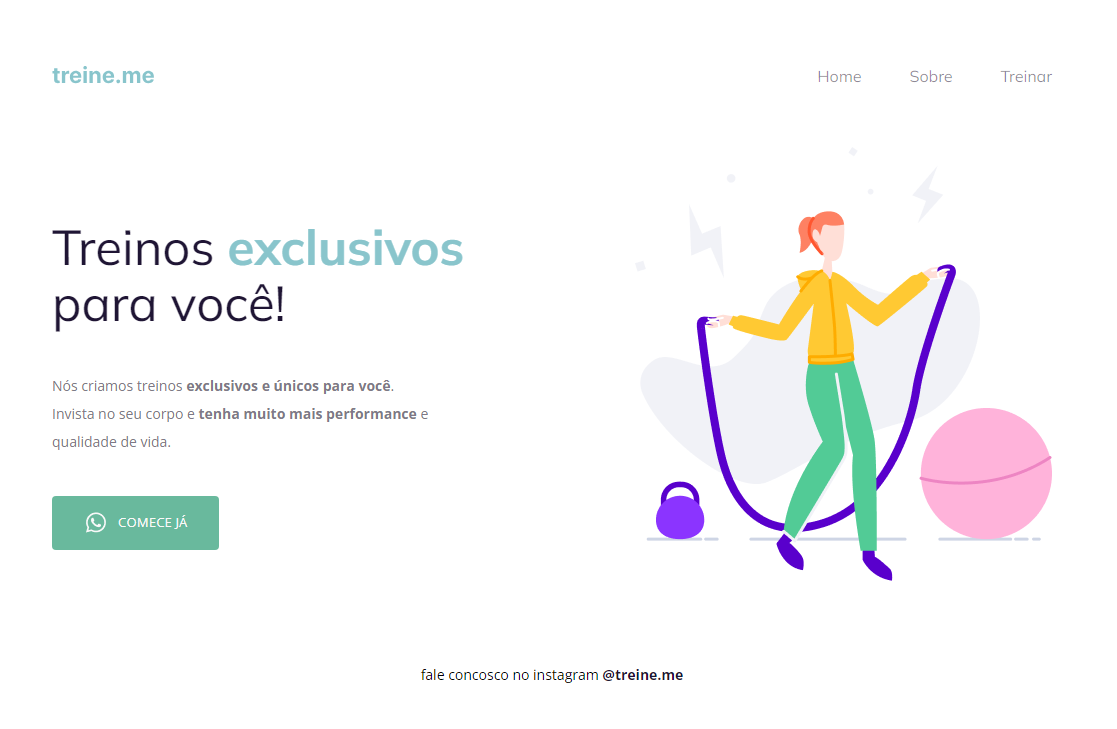 treine.me
Home
Sobre
Treinar
Treinos exclusivos
para você!
Nós criamos treinos exclusivos e únicos para você.
Invista no seu corpo e tenha muito mais performance e
qualidade de vida.
COMECE JÁ
fale concosco no instagram @treine.me